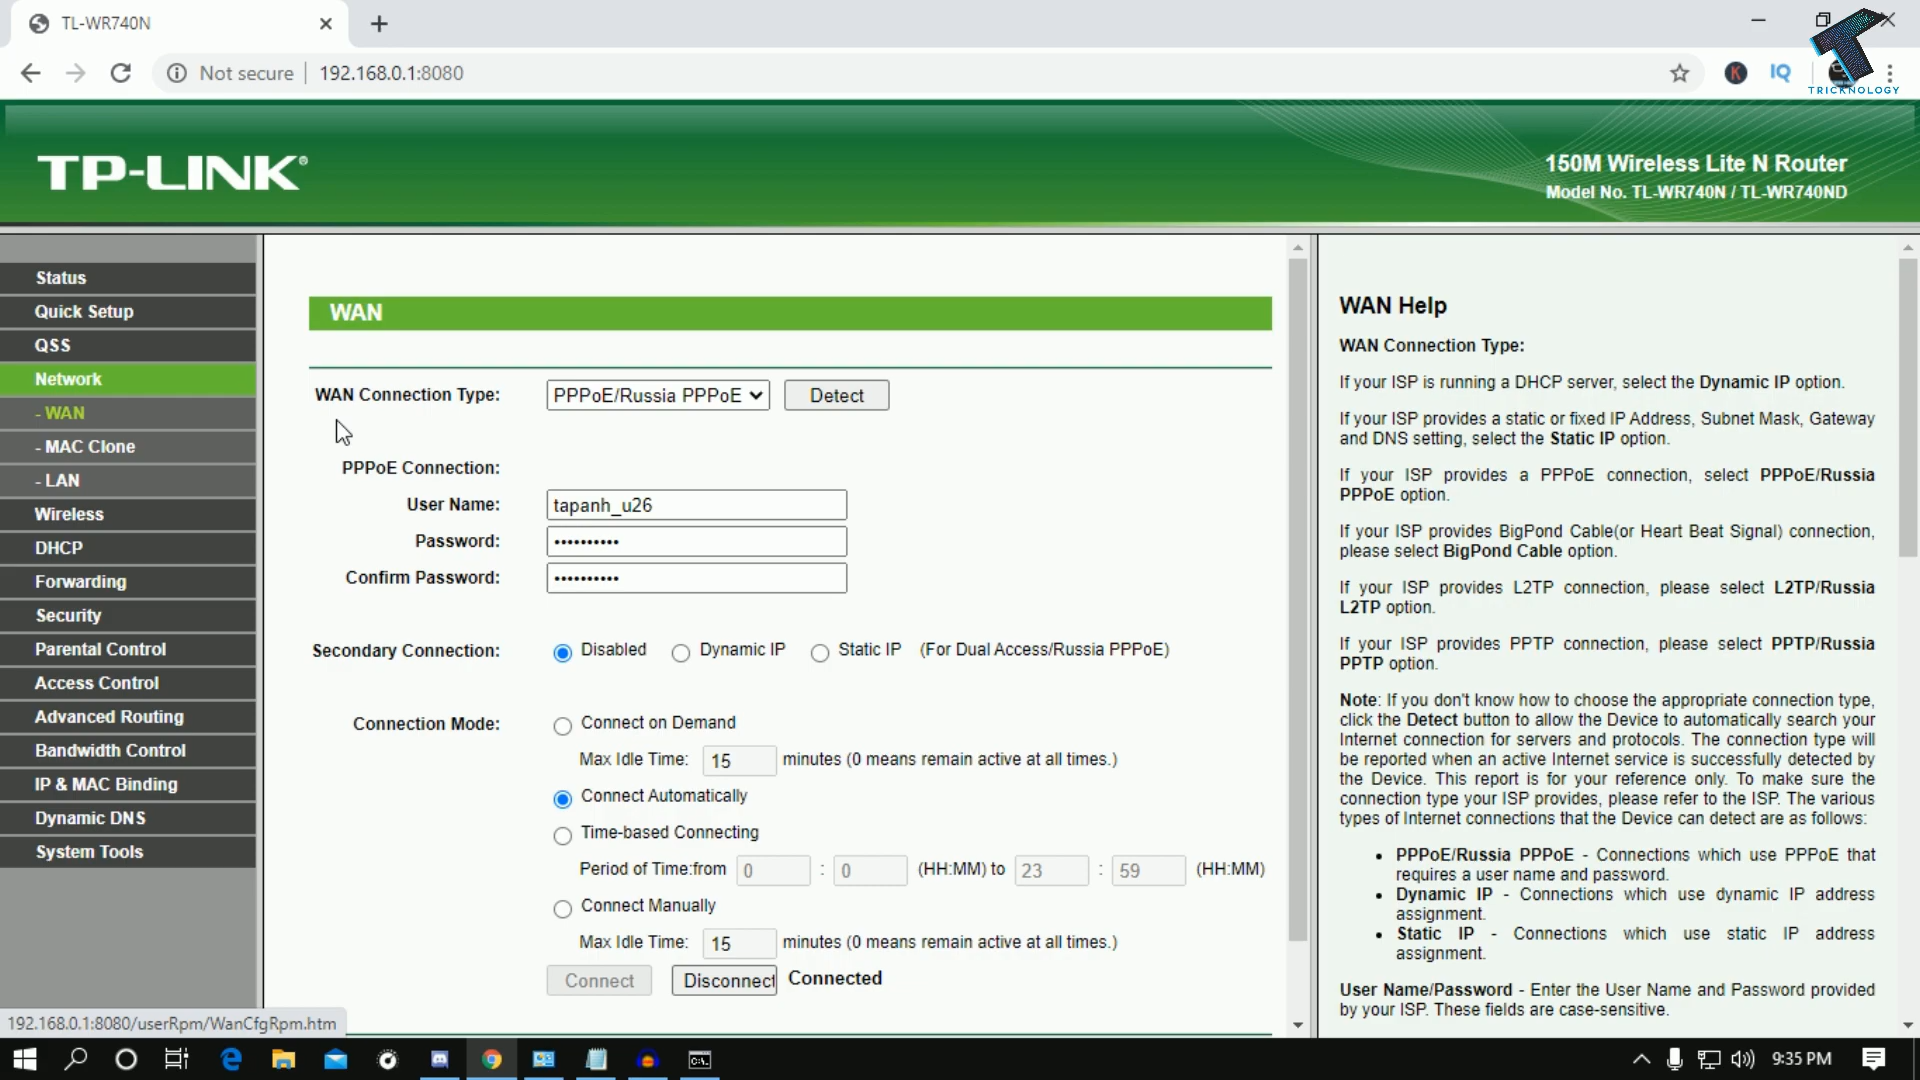 TL-WR740N
Not secure
192.168.0.1:8080
K
IQ
TRICKNOLOGY
TP-LINK®
150M Wireless Lite N Router
Model No. TL-WR740N / TL-WR740ND
Status
Quick Setup
QSS
Network
- WAN
- MAC Clone
- LAN
Wireless
DHCP
Forwarding
Security
Parental Control
Access Control
Advanced Routing
Bandwidth Control
IP & MAC Binding
Dynamic DNS
System Tools
WAN
WAN Connection Type: PPPoE/Russia PPPoE Detect
PPPoE Connection:
User Name: tapanh_u26
Password: ••••••••••
Confirm Password: ••••••••••
Secondary Connection: Disabled Dynamic IP Static IP (For Dual Access/Russia PPPoE)
Connection Mode: Connect on Demand
Max Idle Time: 15 minutes (0 means remain active at all times.)
Connect Automatically
Time-based Connecting
Period of Time:from 0 : 0 (HH:MM) to 23 : 59 (HH:MM)
Connect Manually
Max Idle Time: 15 minutes (0 means remain active at all times.)
Connect Disconnect Connected
WAN Help
WAN Connection Type:
If your ISP is running a DHCP server, select the Dynamic IP option.
If your ISP provides a static or fixed IP Address, Subnet Mask, Gateway
and DNS setting, select the Static IP option.
If your ISP provides a PPPoE connection, select PPPoE/Russia
PPPoE option.
If your ISP provides BigPond Cable(or Heart Beat Signal) connection,
please select BigPond Cable option.
If your ISP provides L2TP connection, please select L2TP/Russia
L2TP option.
If your ISP provides PPTP connection, please select PPTP/Russia
PPTP option.
Note: If you don't know how to choose the appropriate connection type,
click the Detect button to allow the Device to automatically search your
Internet connection for servers and protocols. The connection type will
be reported when an active Internet service is successfully detected by
the Device. This report is for your reference only. To make sure the
connection type your ISP provides, please refer to the ISP. The various
types of Internet connections that the Device can detect are as follows:
• PPPoE/Russia PPPoE - Connections which use PPPoE that
requires a user name and password.
• Dynamic IP - Connections which use dynamic IP address
assignment.
• Static IP - Connections which use static IP address
assignment.
User Name/Password - Enter the User Name and Password provided
by your ISP. These fields are case-sensitive.
192.168.0.1:8080/userRpm/WanCfgRpm.htm
9:35 PM